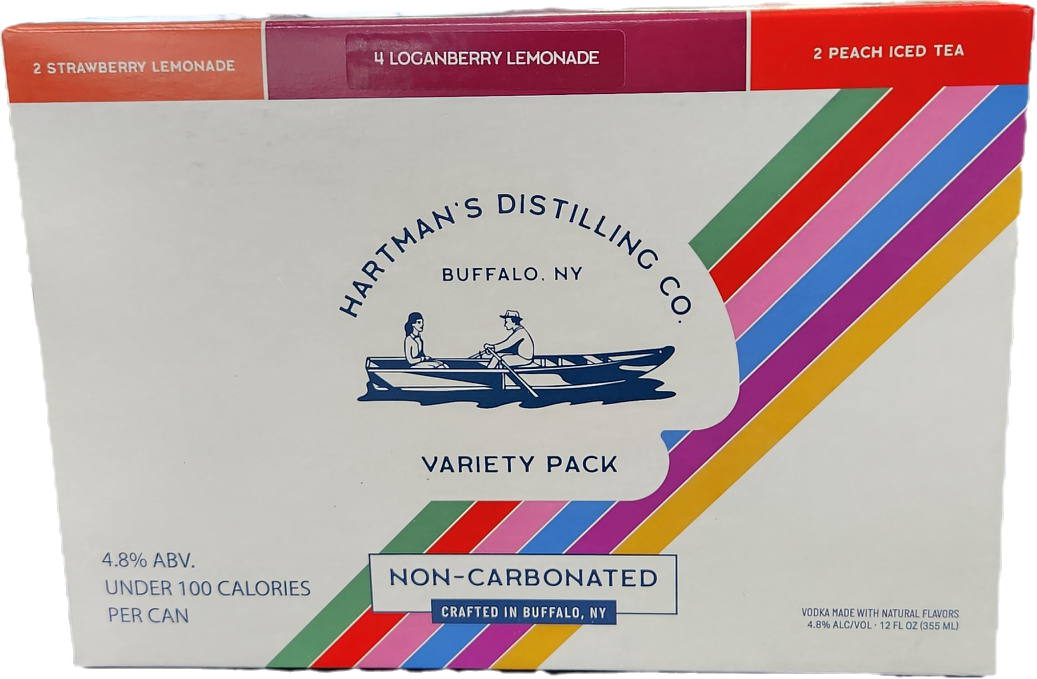 2 STRAWBERRY LEMONADE
4 LOGANBERRY LEMONADE
2 PEACH ICED TEA
HARTMAN'S DISTILLING CO.
BUFFALO, NY
VARIETY PACK
4.8% ABV.
UNDER 100 CALORIES
PER CAN
NON-CARBONATED
CRAFTED IN BUFFALO, NY
VODKA MADE WITH NATURAL FLAVORS
4.8% ALC/VOL · 12 FL OZ (355 ML)